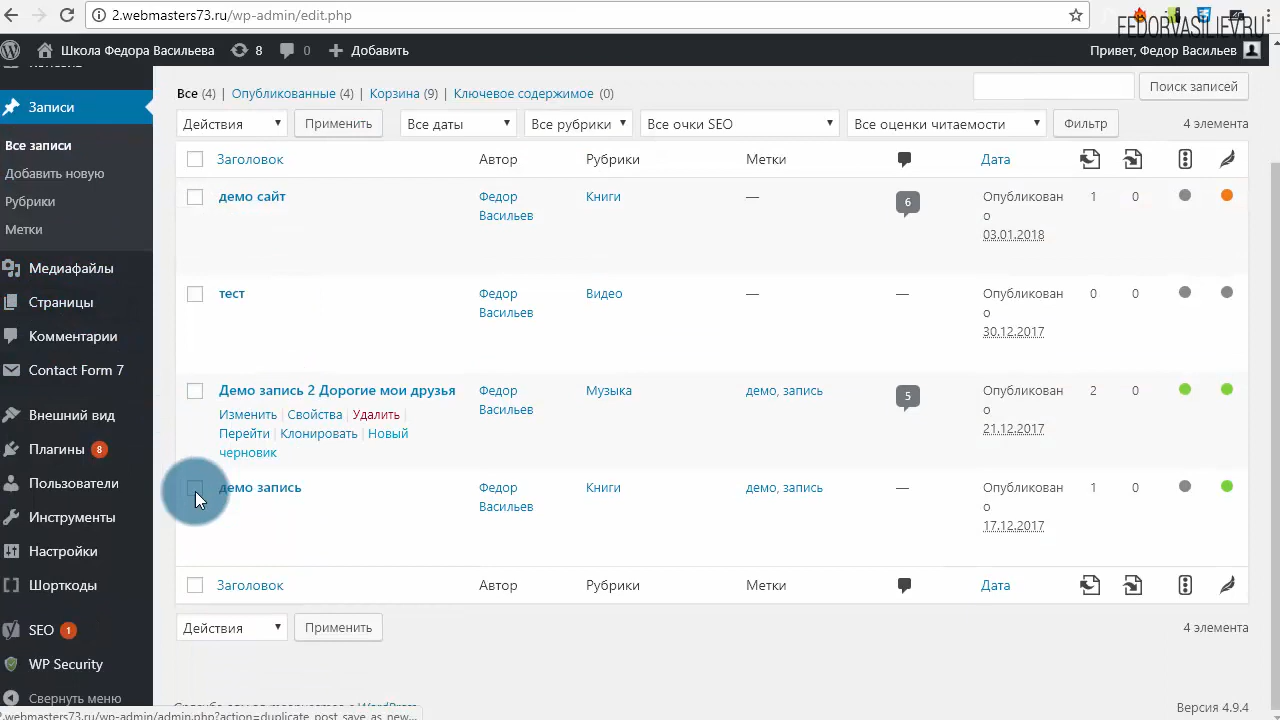 2.webmasters73.ru/wp-admin/edit.php
FEDORVASILIEV.RU
Школа Федора Васильева 8 0 Добавить Привет, Федор Васильев
Записи
Все записи
Добавить новую
Рубрики
Метки
Медиафайлы
Страницы
Комментарии
Contact Form 7
Внешний вид
Плагины 8
Пользователи
Инструменты
Настройки
Шорткоды
SEO 1
WP Security
Свернуть меню
Все (4) | Опубликованные (4) | Корзина (9) | Ключевое содержимое (0)
Поиск записей
Действия Применить Все даты Все рубрики Все очки SEO Все оценки читаемости Фильтр 4 элемента
Заголовок Автор Рубрики Метки Дата
демо сайт Федор Книги — 6 Опубликован 1 0
Васильев о
03.01.2018
тест Федор Видео — — Опубликован 0 0
Васильев о
30.12.2017
Демо запись 2 Дорогие мои друзья Федор Музыка демо, запись 5 Опубликован 2 0
Изменить | Свойства | Удалить | Васильев о
Перейти | Клонировать | Новый 21.12.2017
черновик
демо запись Федор Книги демо, запись — Опубликован 1 0
Васильев о
17.12.2017
Заголовок Автор Рубрики Метки Дата
Действия Применить 4 элемента
Версия 4.9.4
2.webmasters73.ru/wp-admin/admin.php?action=duplicate_post_save_as_new...